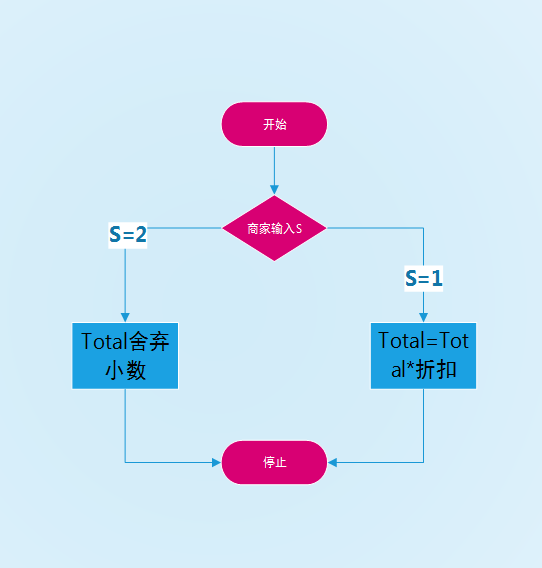 开始
商家输入S
S=2
S=1
Total舍弃
小数
Total=Tot
al*折扣
停止